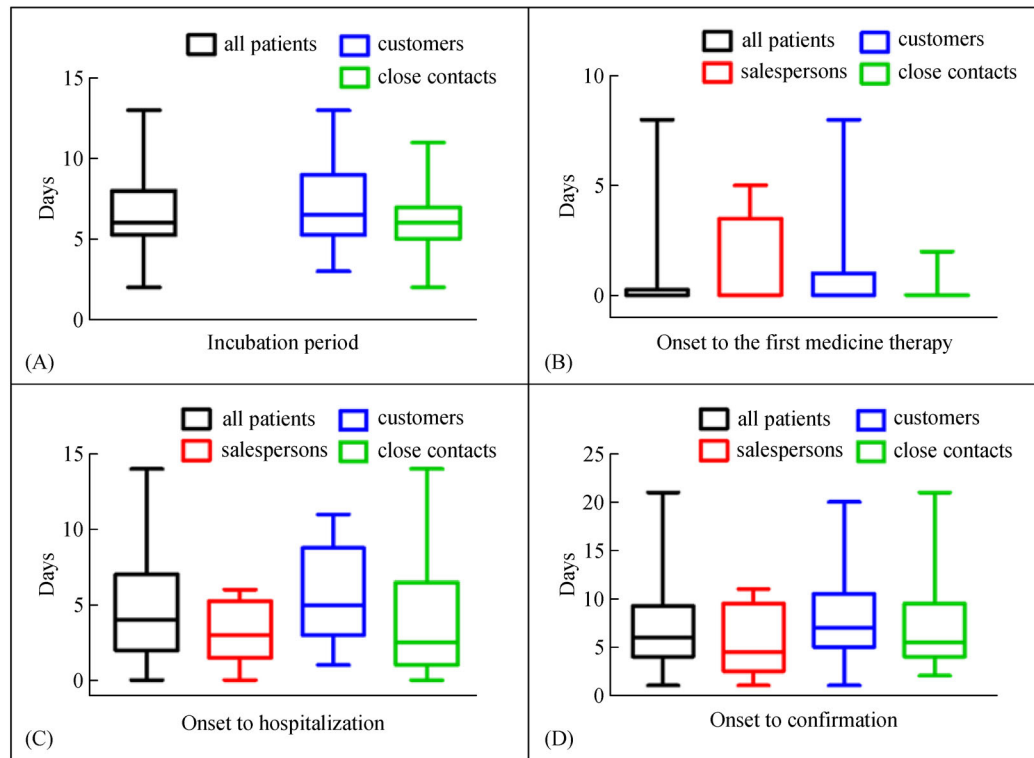 all patients customers
close contacts
15
10
5
0
Days
Incubation period
(A)
all patients customers
salespersons close contacts
10
5
0
Days
Onset to the first medicine therapy
(B)
all patients customers
salespersons close contacts
15
10
5
0
Days
Onset to hospitalization
(C)
all patients customers
salespersons close contacts
25
20
15
10
5
0
Days
Onset to confirmation
(D)